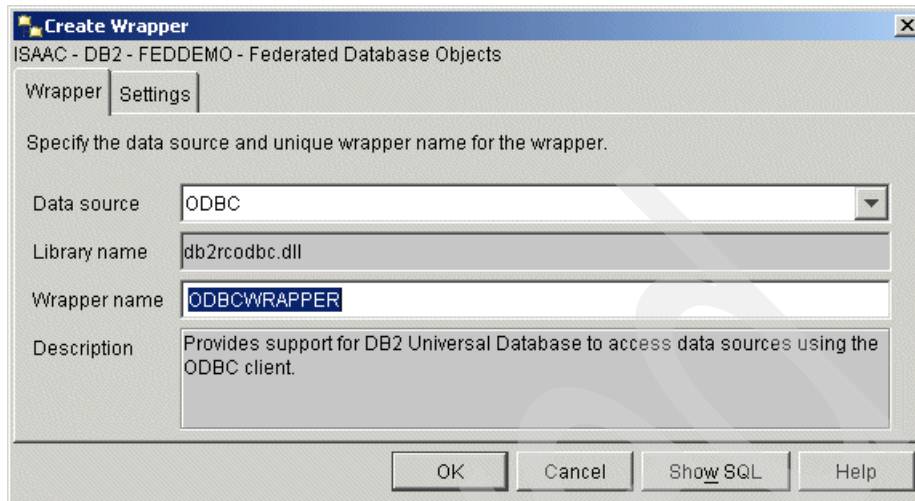 Create Wrapper
ISAAC - DB2 - FEDDEMO - Federated Database Objects
Wrapper Settings
Specify the data source and unique wrapper name for the wrapper.
Data source ODBC
Library name db2rcodbc.dll
Wrapper name ODBCWRAPPER
Description Provides support for DB2 Universal Database to access data sources using the
ODBC client.
OK Cancel Show SQL Help